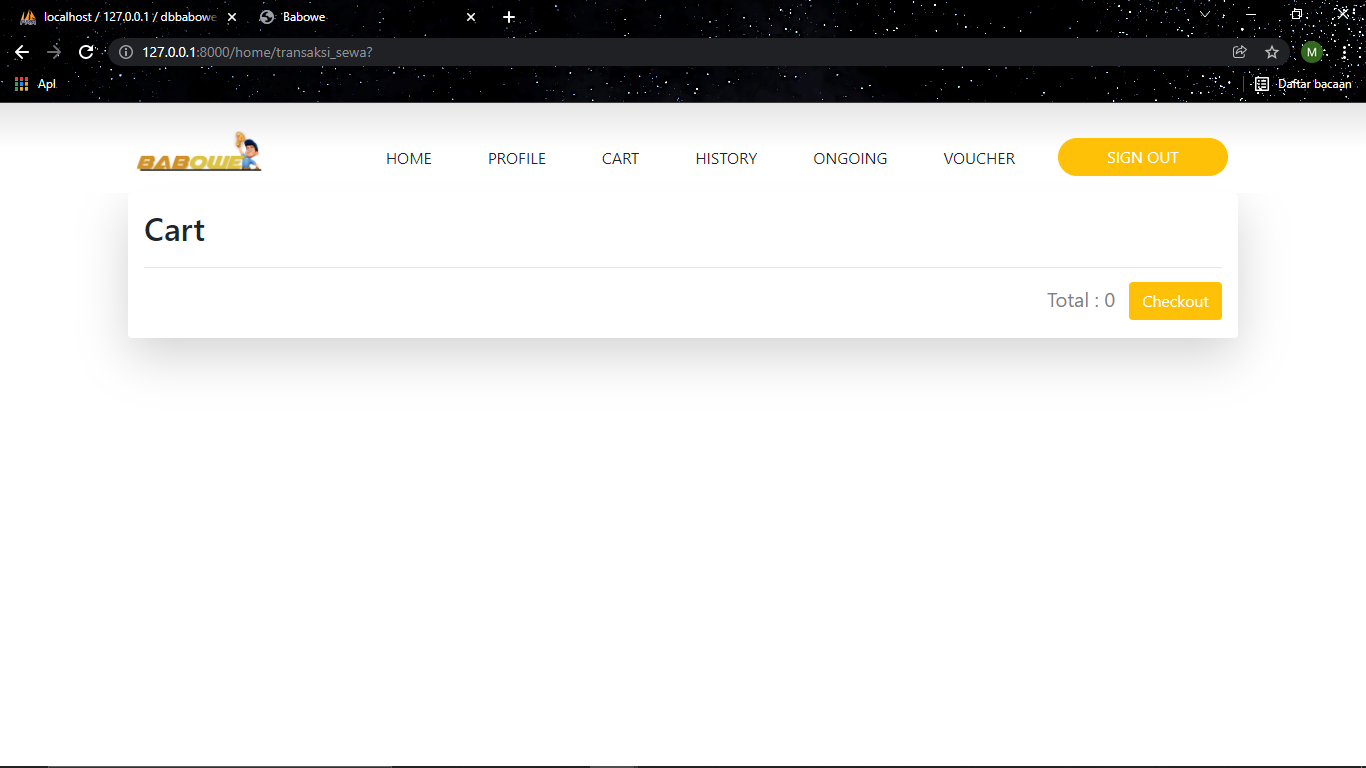 localhost / 127.0.0.1 / dbbabowe
Babowe
127.0.0.1:8000/home/transaksi_sewa?
M
Apl
Daftar bacaan
BABOWE
HOME
PROFILE
CART
HISTORY
ONGOING
VOUCHER
SIGN OUT
Cart
Total : 0
Checkout